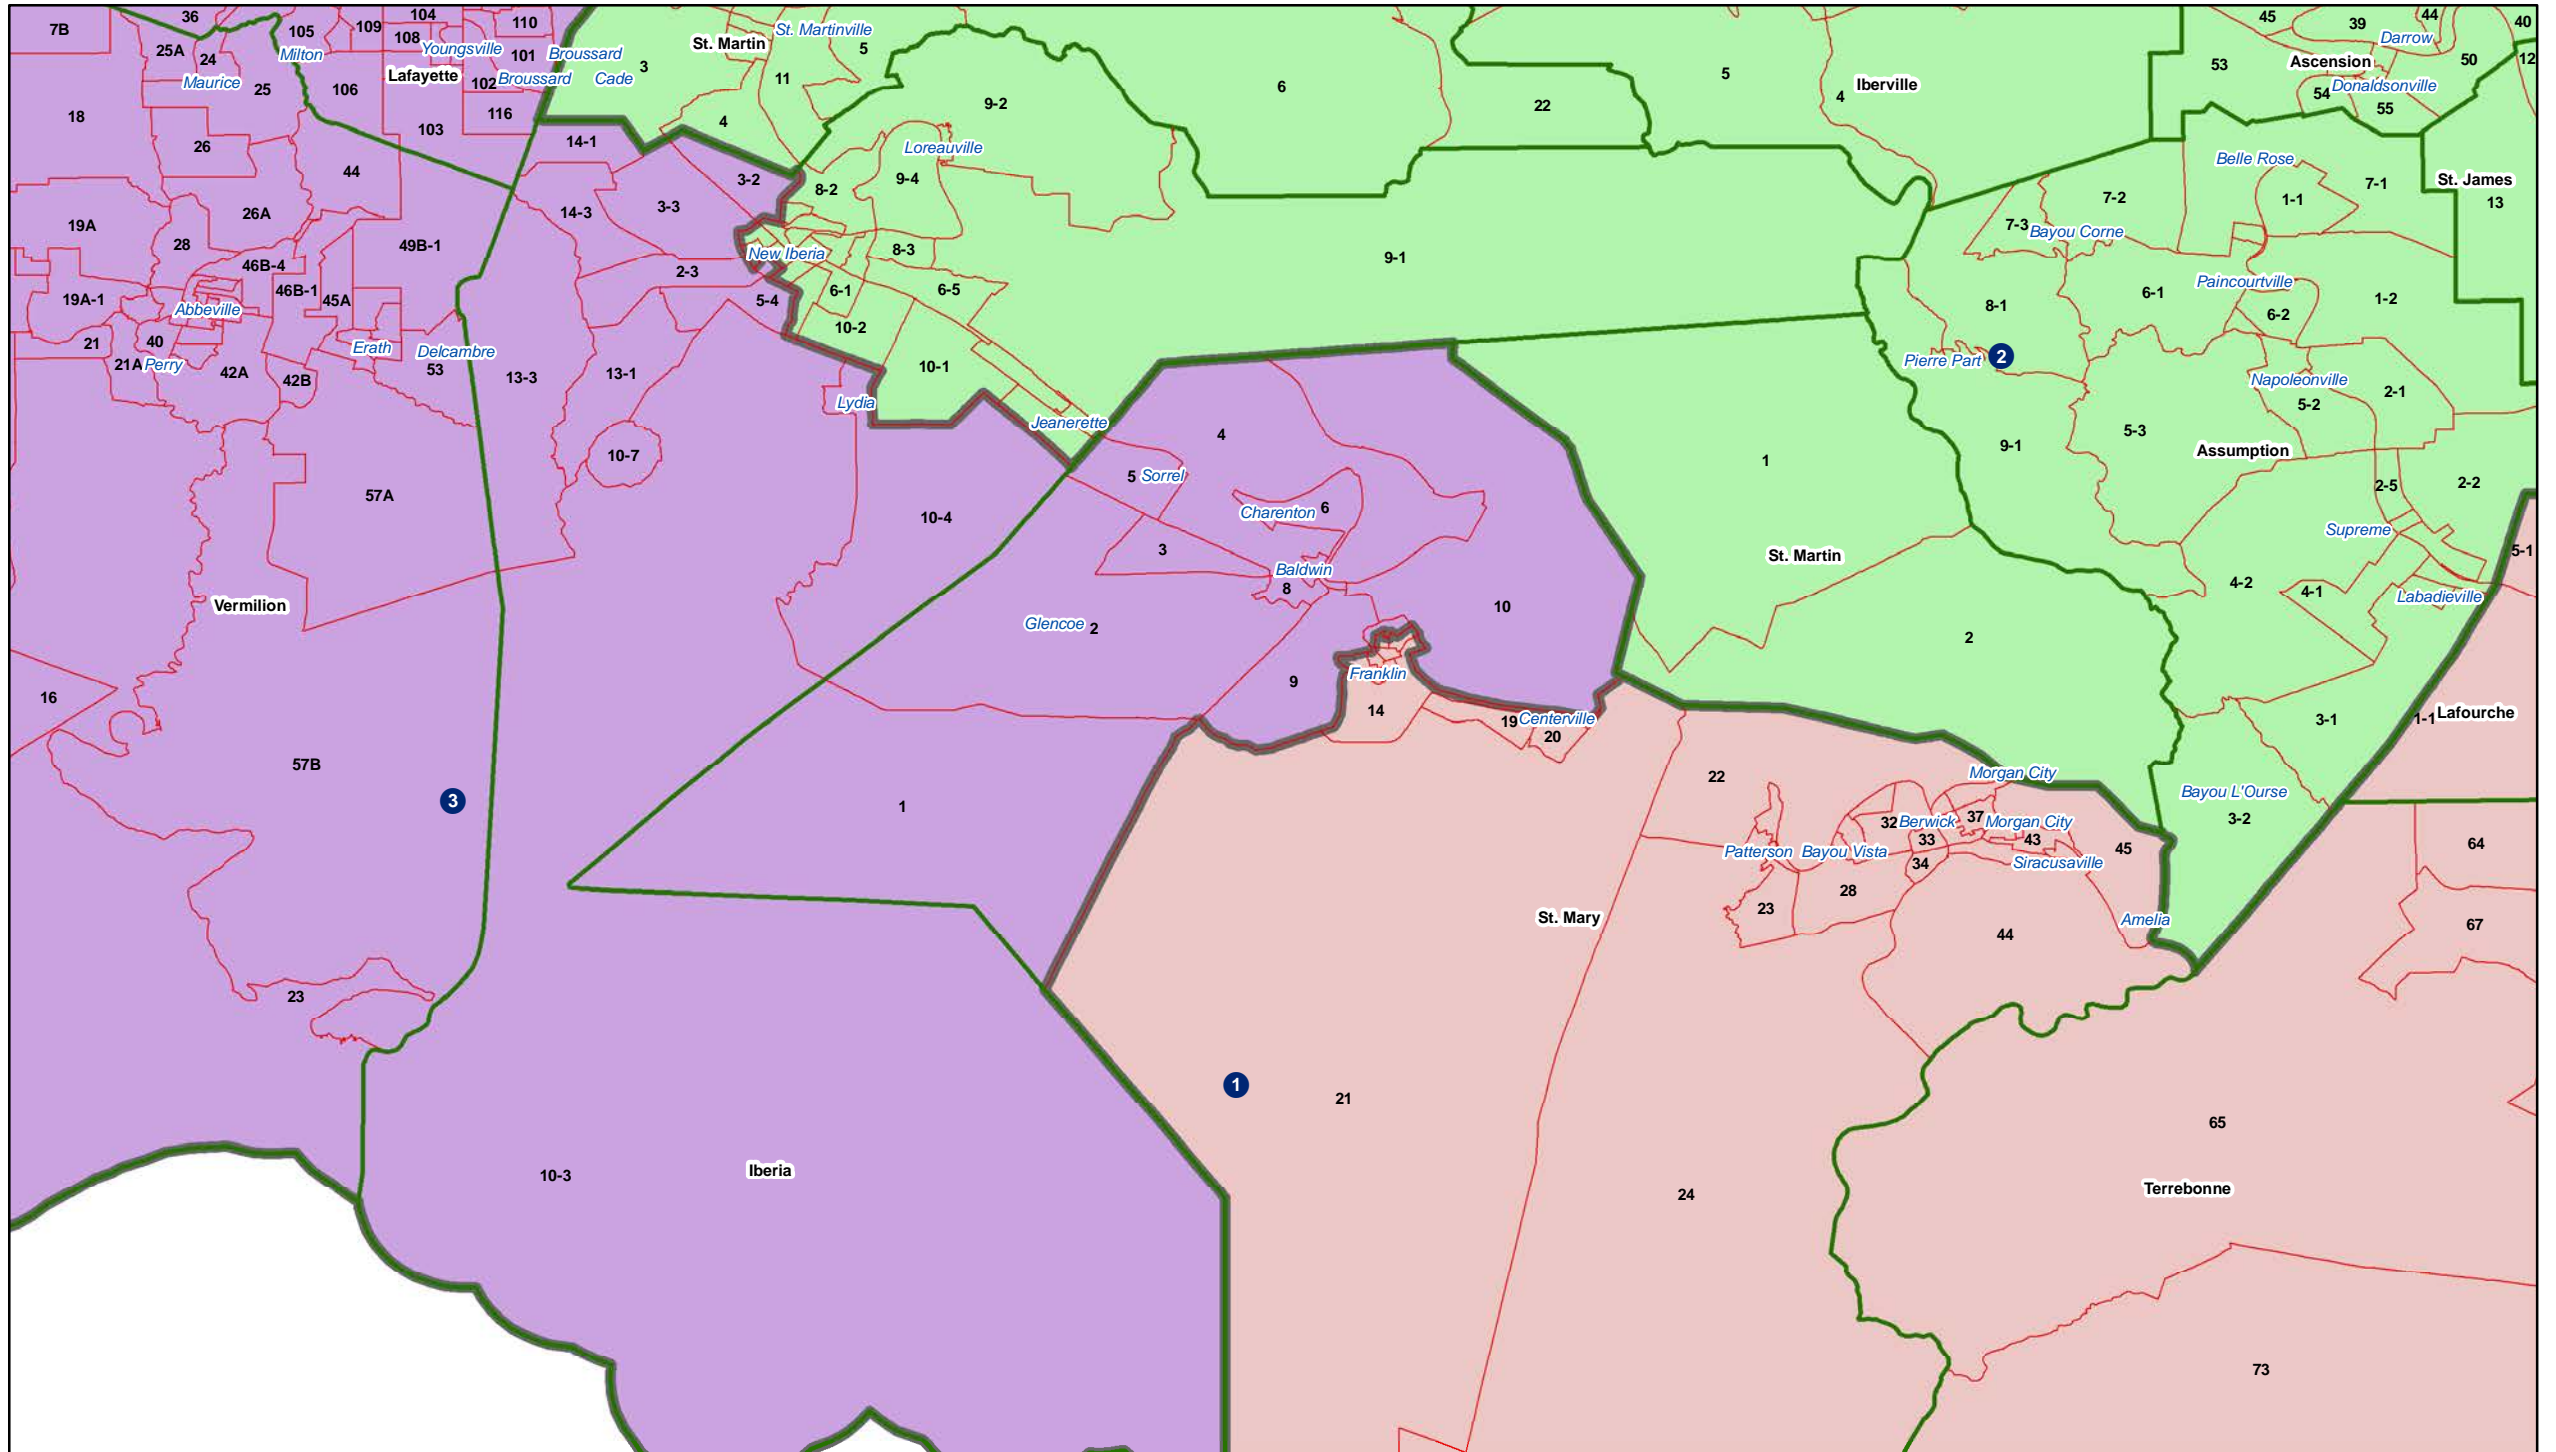 7B
36
105
109
104
110
108
Youngsville
101
Broussard
St. Martin
St. Martinville
5
45
39
44
40
25A
24
Milton
Lafayette
102
Broussard
Cade
3
11
6
5
4
Iberville
53
Ascension
Darrow
50
12
Maurice
25
106
116
4
9-2
22
54
Donaldsonville
55
18
103
26
14-1
Loreauville
Belle Rose
44
3-2
8-2
9-4
7-2
1-1
7-1
St. James
13
19A
26A
14-3
3-3
7-3
Bayou Corne
28
49B-1
New Iberia
8-3
9-1
46B-4
2-3
Paincourtville
19A-1
46B-1
45A
5-4
6-1
6-5
8-1
6-1
6-2
1-2
Abbeville
10-2
21
40
Erath
Delcambre
Pierre Part
2
21A
Perry
42A
42B
53
13-3
13-1
10-1
Napoleonville
5-2
2-1
Lydia
Jeanerette
4
5-3
Assumption
10-7
5
Sorrel
1
9-1
57A
10-4
Charenton
6
2-5
2-2
Supreme
3
St. Martin
5-1
Baldwin
8
4-2
4-1
Labadieville
Vermilion
Glencoe
2
10
2
16
9
Franklin
14
19
Centerville
20
3-1
1-1
Lafourche
57B
3
1
22
Morgan City
Bayou L'Ourse
3-2
32
Berwick
37
Morgan City
33
43
45
64
Patterson
Bayou Vista
34
Siracusaville
28
23
St. Mary
Amelia
44
67
23
1
21
65
10-3
Iberia
24
Terrebonne
73